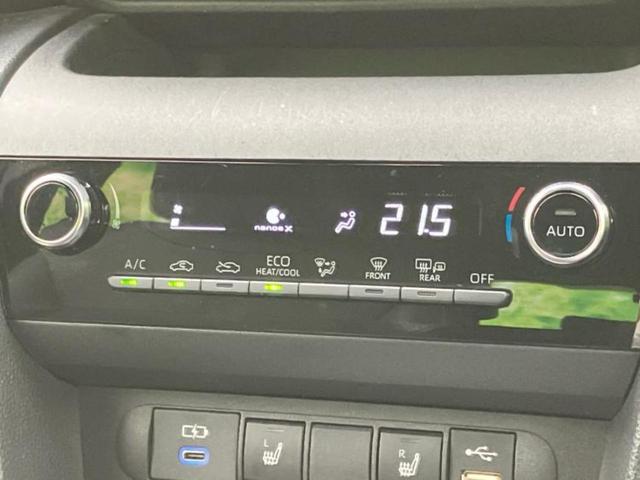 nanoe X
21.5
AUTO
A/C
ECO
HEAT/COOL
FRONT
REAR
OFF
L
R